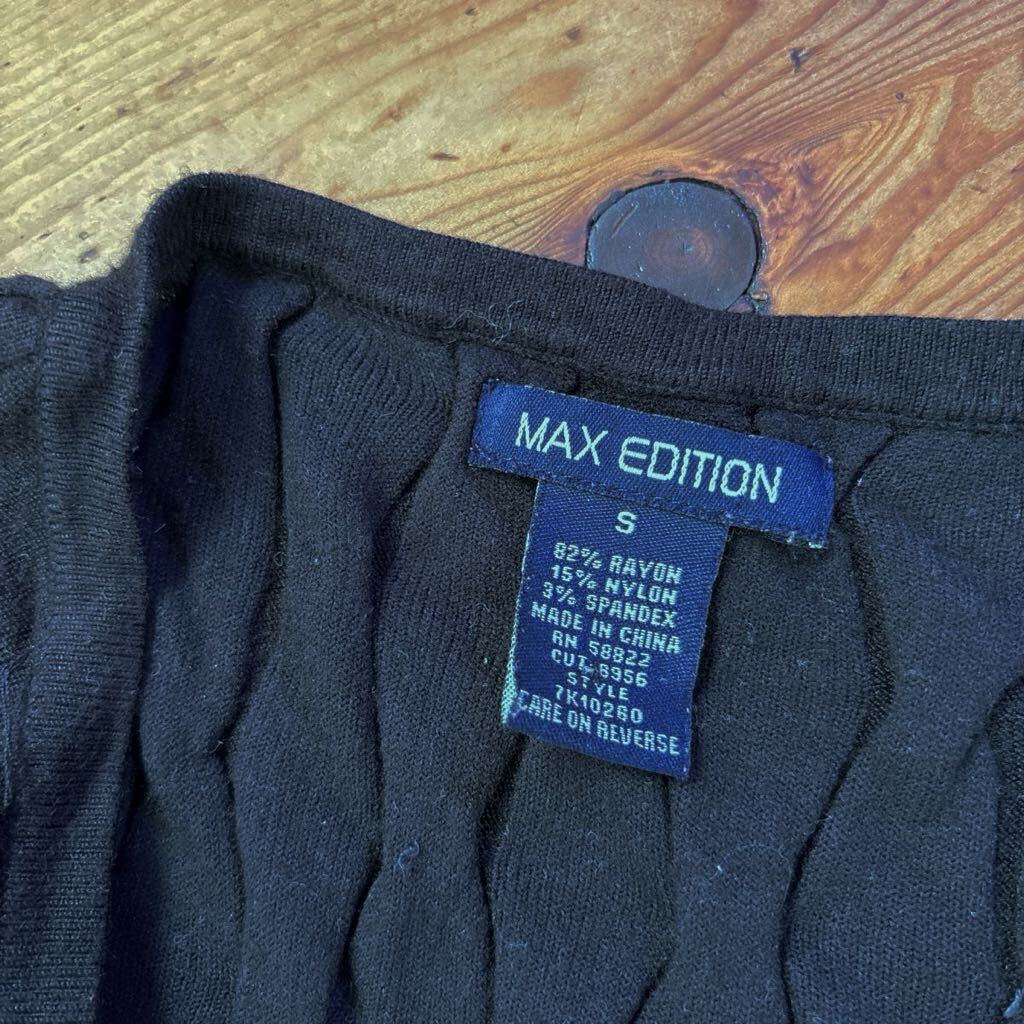 MAX EDITION
S
82% RAYON
15% NYLON
3% SPANDEX
MADE IN CHINA
RN 58822
CUT 6956
STYLE
7K10260
CARE ON REVERSE